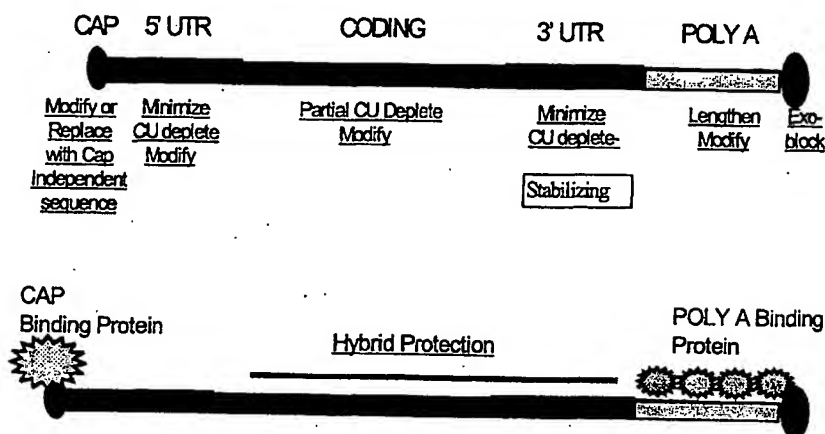 CAP 5' UTR CODING 3' UTR POLY A
Modify or
Replace
with Cap
Independent
sequence
Minimize
CU deplete
Modify
Partial CU Deplete
Modify
Minimize
CU deplete-
Stabilizing
Lengthen
Modify
Exo-
block
CAP
Binding Protein
Hybrid Protection
POLY A Binding
Protein